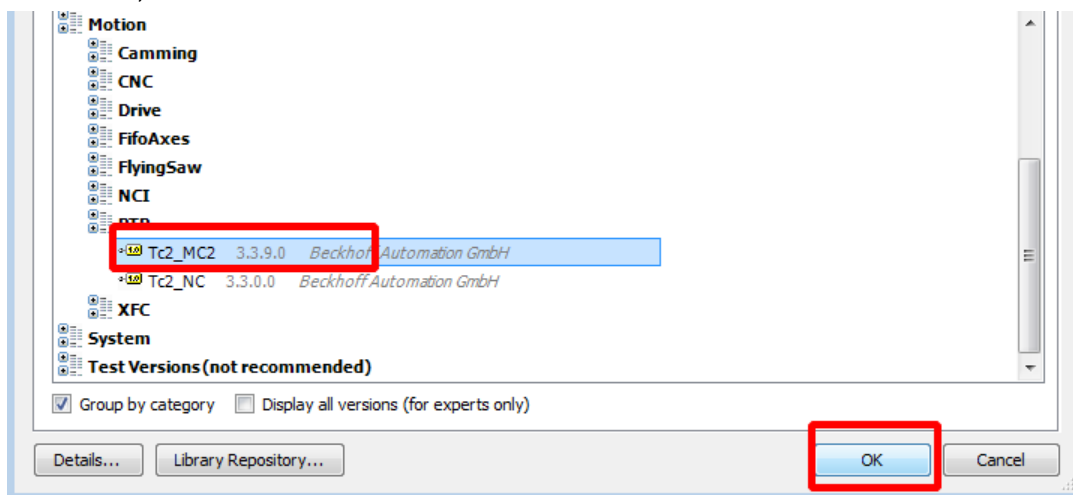 Motion
Camming
CNC
Drive
FifoAxes
FlyingSaw
NCI
PTP
Tc2_MC2 3.3.9.0 Beckhoff Automation GmbH
Tc2_NC 3.3.0.0 Beckhoff Automation GmbH
XFC
System
Test Versions (not recommended)
Group by category Display all versions (for experts only)
Details... Library Repository... OK Cancel